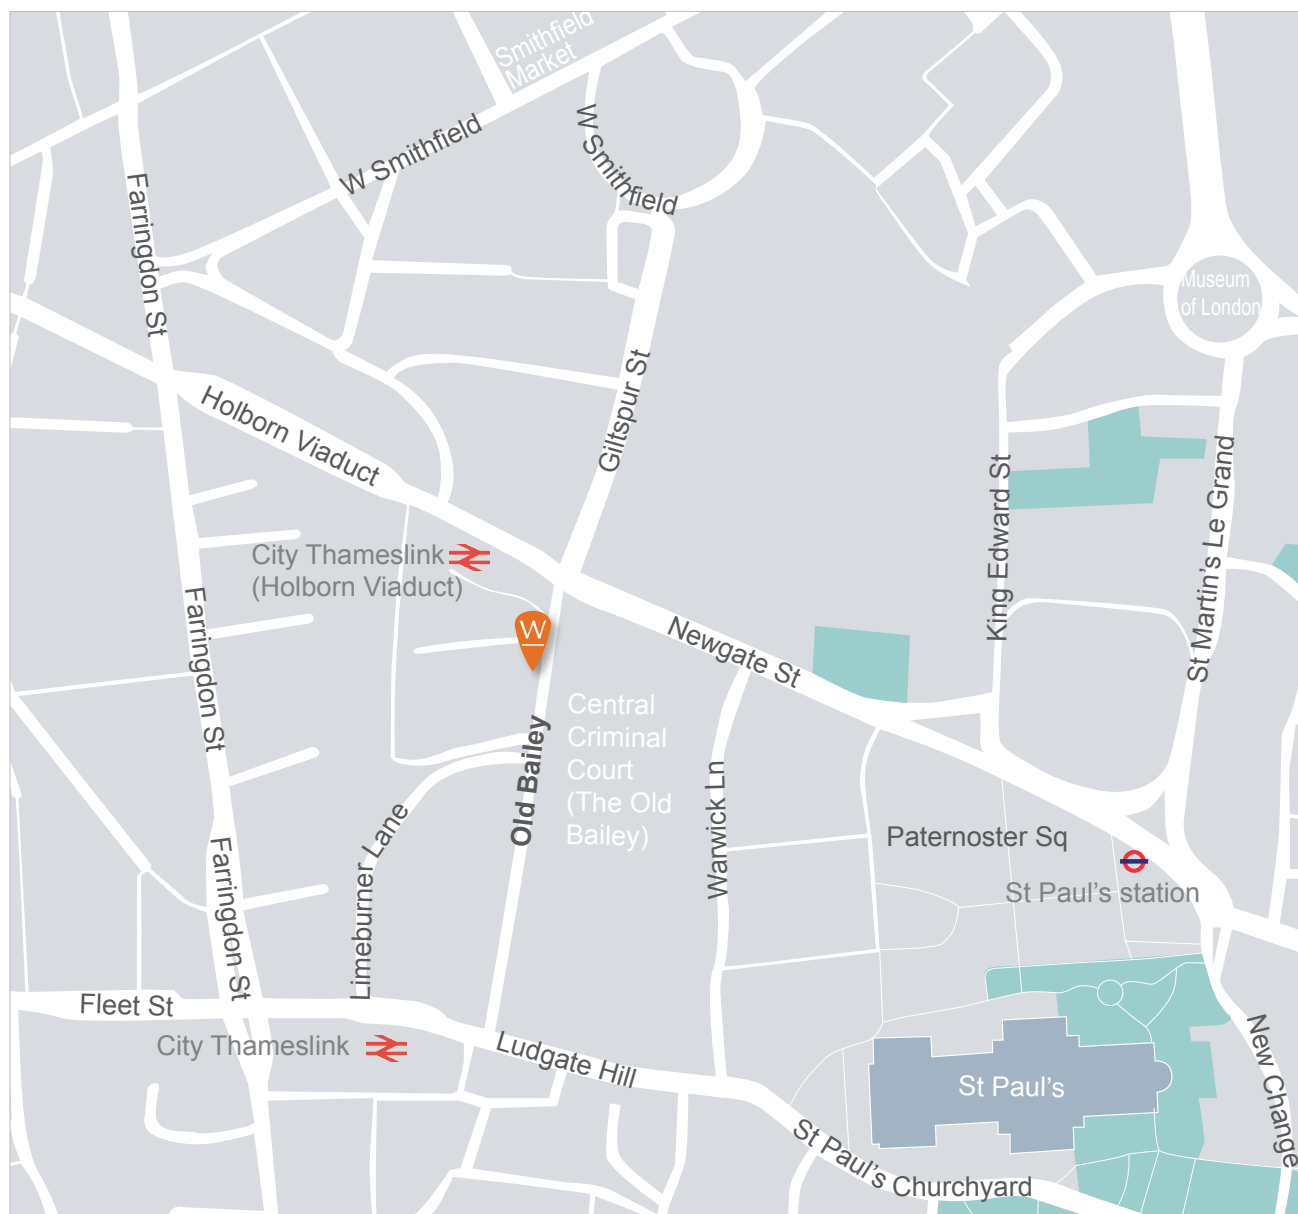 Smithfield
Market
W Smithfield
W Smithfield
Farringdon St
Museum
of London
Holborn Viaduct
Giltspur St
King Edward St
St Martin's Le Grand
City Thameslink
(Holborn Viaduct)
W
Newgate St
Farringdon St
Central
Criminal
Court
(The Old
Bailey)
Old Bailey
Warwick Ln
Limeburner Lane
Paternoster Sq
St Paul's station
Farringdon St
Fleet St
City Thameslink
Ludgate Hill
St Paul's
New Change
St Paul's Churchyard